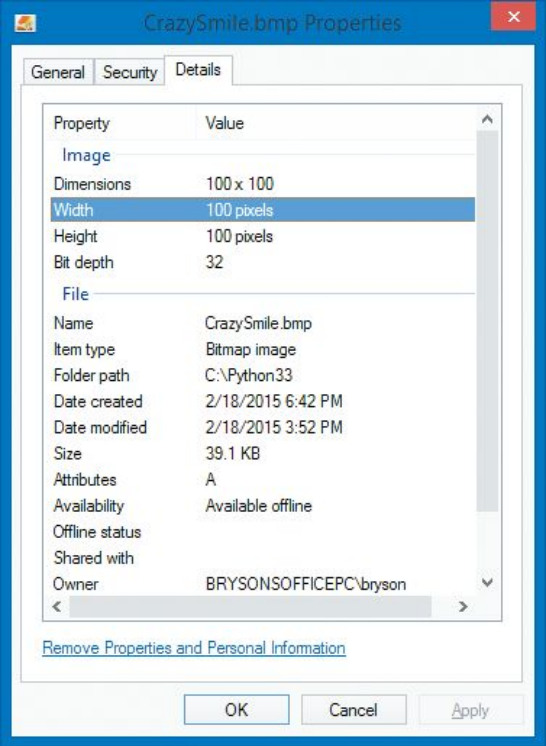 CrazySmile.bmp Properties
General Security Details
Property Value
Image
Dimensions 100 x 100
Width 100 pixels
Height 100 pixels
Bit depth 32
File
Name CrazySmile.bmp
Item type Bitmap image
Folder path C:\Python33
Date created 2/18/2015 6:42 PM
Date modified 2/18/2015 3:52 PM
Size 39.1 KB
Attributes A
Availability Available offline
Offline status
Shared with
Owner BRYSONSOFFICEPC\bryson
Remove Properties and Personal Information
OK Cancel Apply